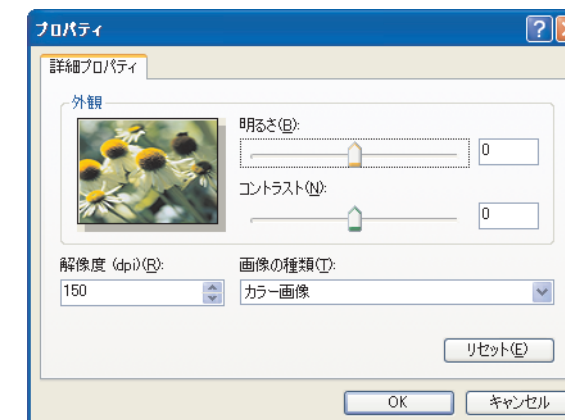 プロパティ
詳細プロパティ
外観
明るさ(B):
0
コントラスト(N):
0
解像度 (dpi)(R):
150
画像の種類(T):
カラー画像
リセット(E)
OK
キャンセル